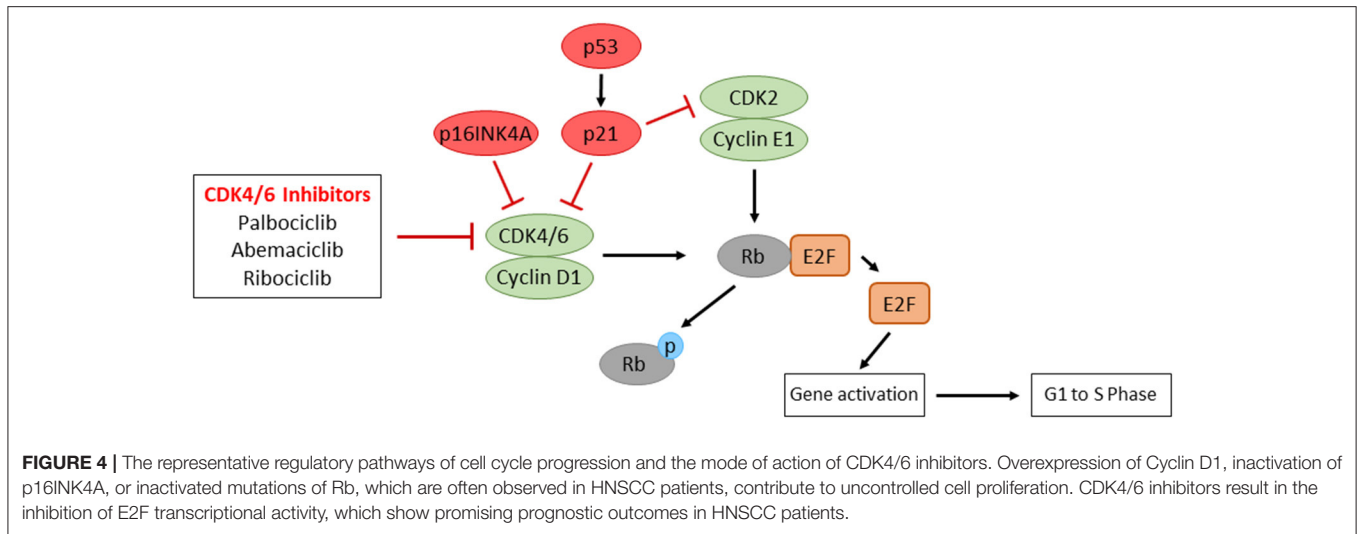 p53
CDK2
p16INK4A
p21
Cyclin E1
CDK4/6 Inhibitors
Palbociclib
Abemaciclib
Ribociclib
CDK4/6
Cyclin D1
Rb
E2F
E2F
p
Rb
Gene activation
G1 to S Phase
FIGURE 4 | The representative regulatory pathways of cell cycle progression and the mode of action of CDK4/6 inhibitors. Overexpression of Cyclin D1, inactivation of
p16INK4A, or inactivated mutations of Rb, which are often observed in HNSCC patients, contribute to uncontrolled cell proliferation. CDK4/6 inhibitors result in the
inhibition of E2F transcriptional activity, which show promising prognostic outcomes in HNSCC patients.